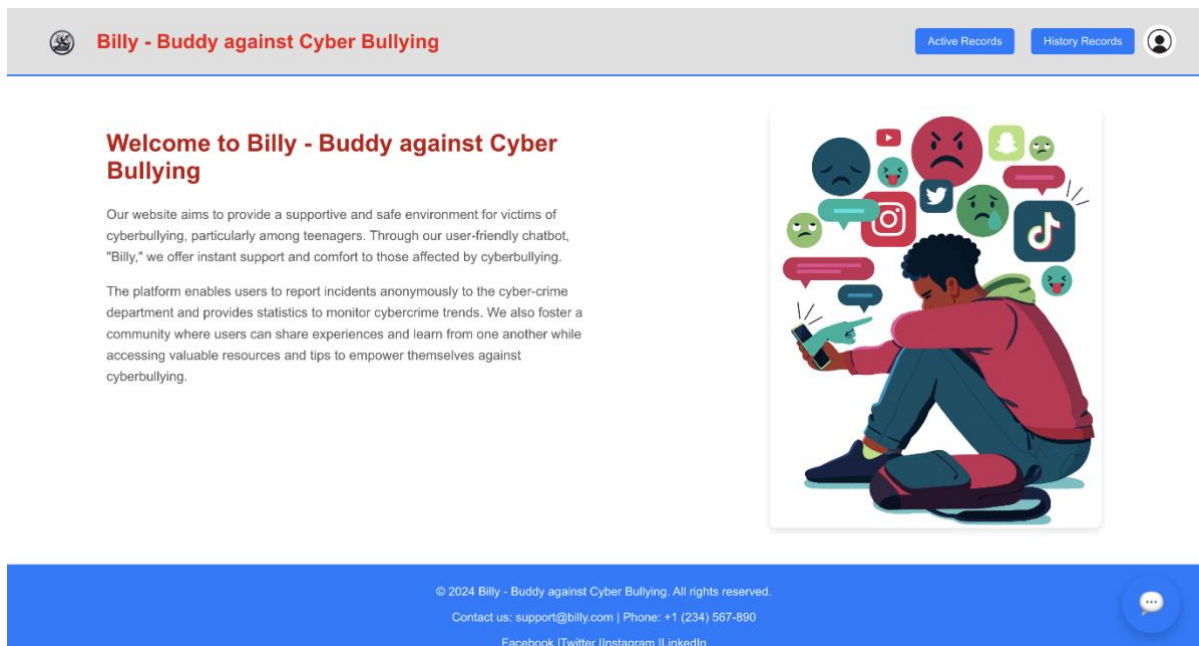 Billy - Buddy against Cyber Bullying
Active Records
History Records
Welcome to Billy - Buddy against Cyber
Bullying
Our website aims to provide a supportive and safe environment for victims of
cyberbullying, particularly among teenagers. Through our user-friendly chatbot,
"Billy," we offer instant support and comfort to those affected by cyberbullying.
The platform enables users to report incidents anonymously to the cyber-crime
department and provides statistics to monitor cybercrime trends. We also foster a
community where users can share experiences and learn from one another while
accessing valuable resources and tips to empower themselves against
cyberbullying.
© 2024 Billy - Buddy against Cyber Bullying. All rights reserved.
Contact us: support@billy.com | Phone: +1 (234) 567-890
Facebook |Twitter |Instagram |LinkedIn